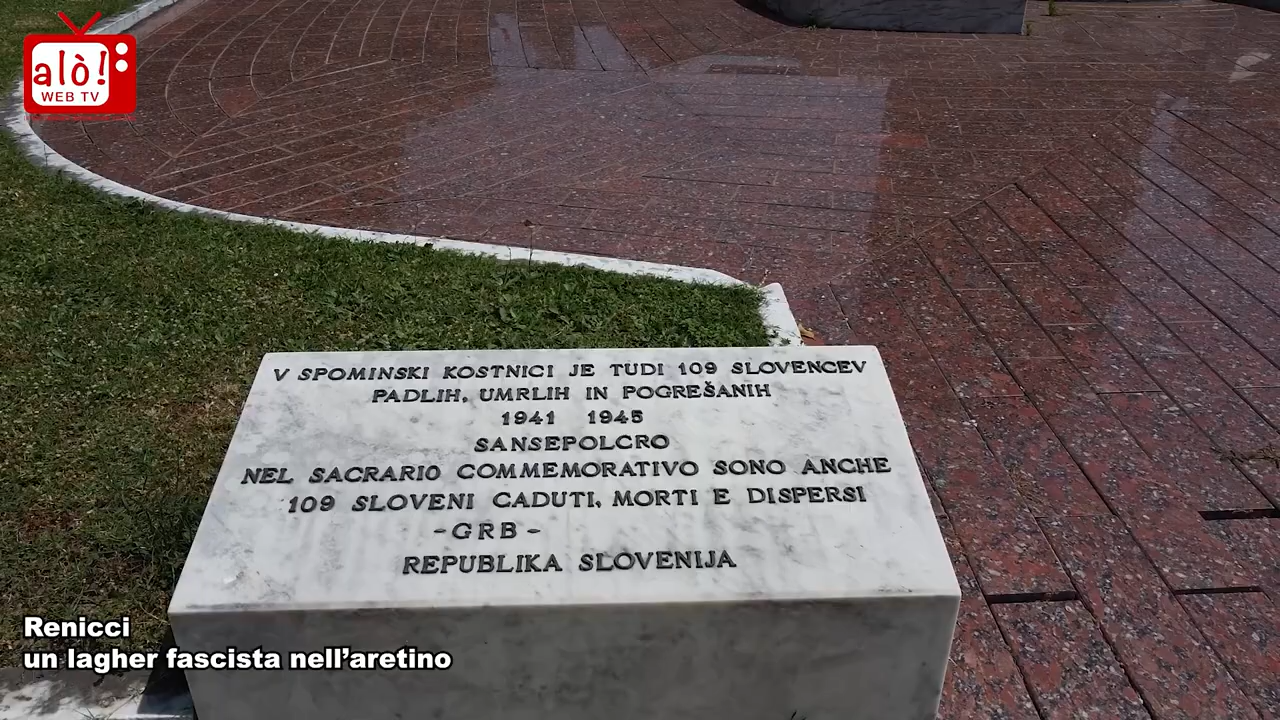 alò!
WEB TV
V SPOMINSKI KOSTNICI JE TUDI 109 SLOVENCEV
PADLIH, UMRLIH IN POGREŠANIH
1941 1945
SANSEPOLCRO
NEL SACRARIO COMMEMORATIVO SONO ANCHE
109 SLOVENI CADUTI, MORTI E DISPERSI
-GRB-
REPUBLIKA SLOVENIJA
Renicci
un lagher fascista nell'aretino